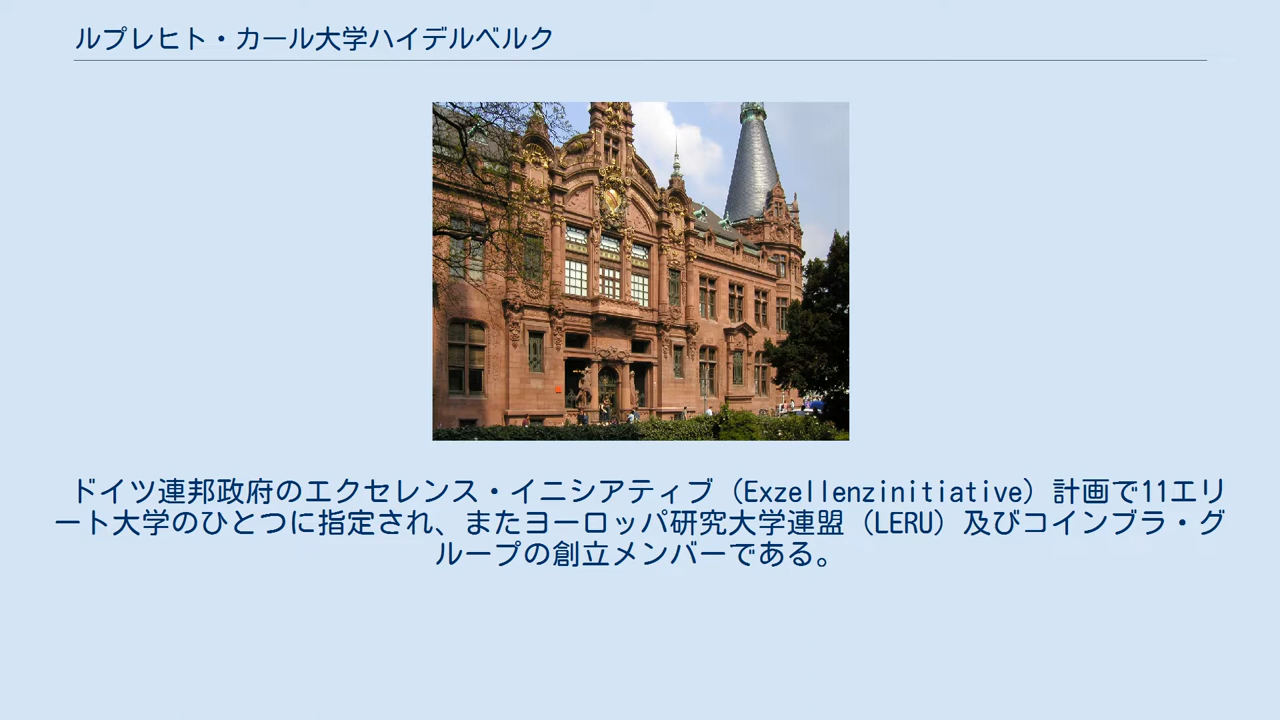 ルプレヒト・カール大学ハイデルベルク
ドイツ連邦政府のエクセレンス・イニシアティブ（Exzellenzinitiative）計画で11エリ
ート大学のひとつに指定され、またヨーロッパ研究大学連盟（LERU）及びコインブラ・グ
ループの創立メンバーである。